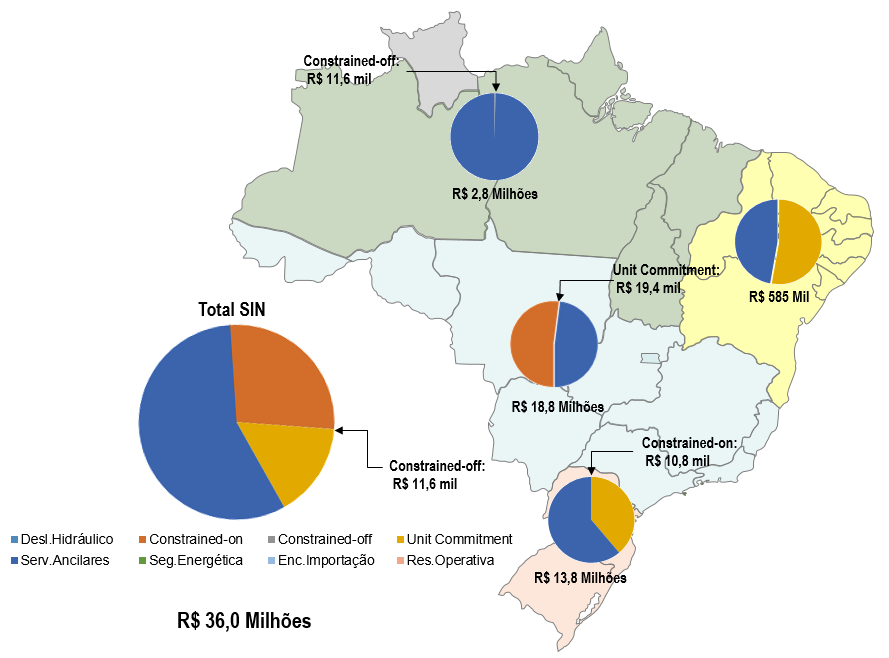 Constrained-off:
R$ 11,6 mil
R$ 2,8 Milhões
Unit Commitment:
R$ 19,4 mil
R$ 585 Mil
Total SIN
R$ 18,8 Milhões
Constrained-on:
R$ 10,8 mil
Constrained-off:
R$ 11,6 mil
Desl.Hidráulico Constrained-on Constrained-off Unit Commitment
Serv.Ancilares Seg.Energética Enc.Importação Res.Operativa
R$ 13,8 Milhões
R$ 36,0 Milhões